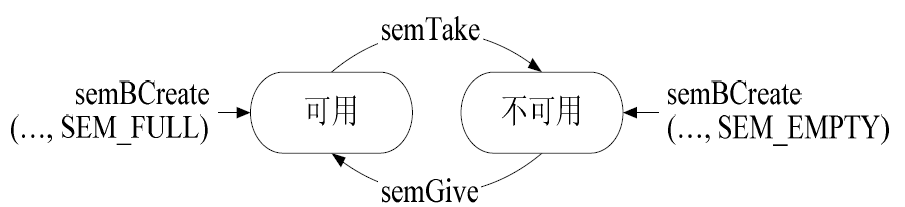 semTake
semBCreate
(…, SEM_FULL)
可用
不可用
semBCreate
(…, SEM_EMPTY)
semGive